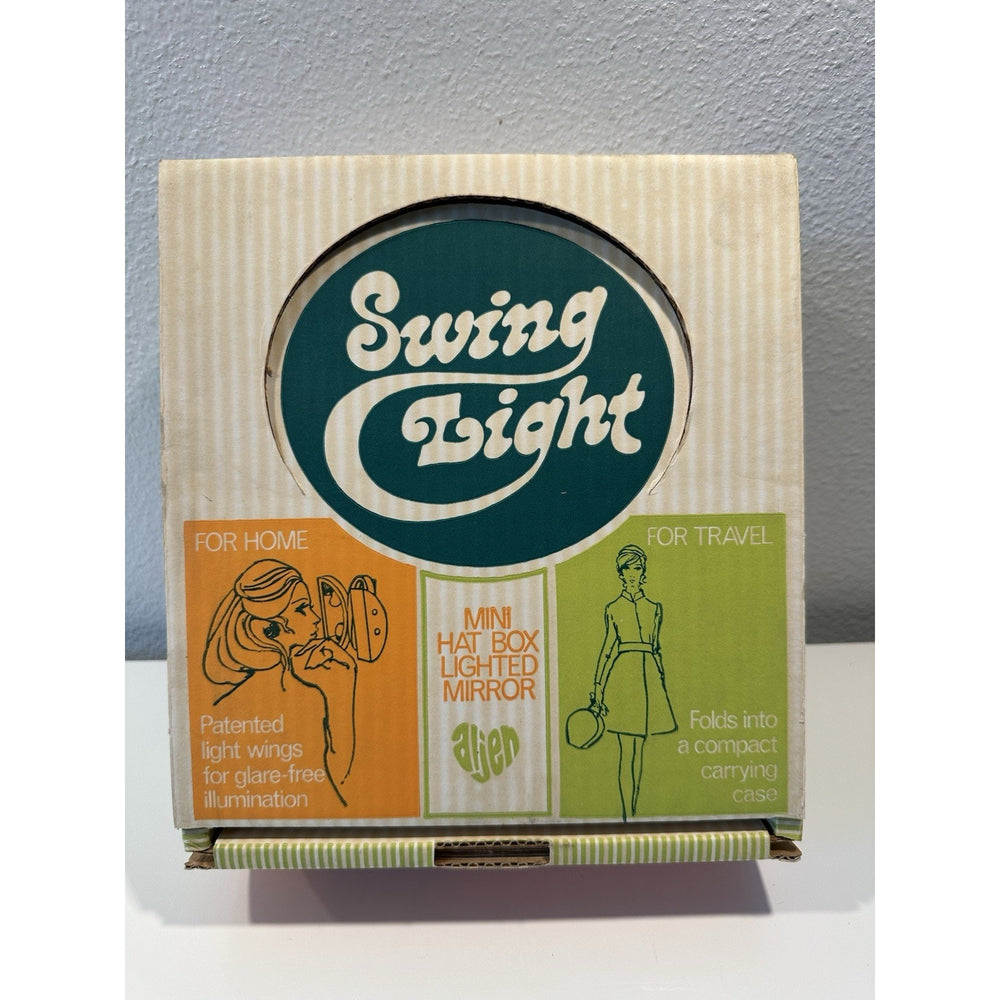 Swing
Light
FOR HOME
FOR TRAVEL
MINI
HAT BOX
LIGHTED
MIRROR
aljen
Patented
light wings
for glare-free
illumination
Folds into
a compact
carrying
case